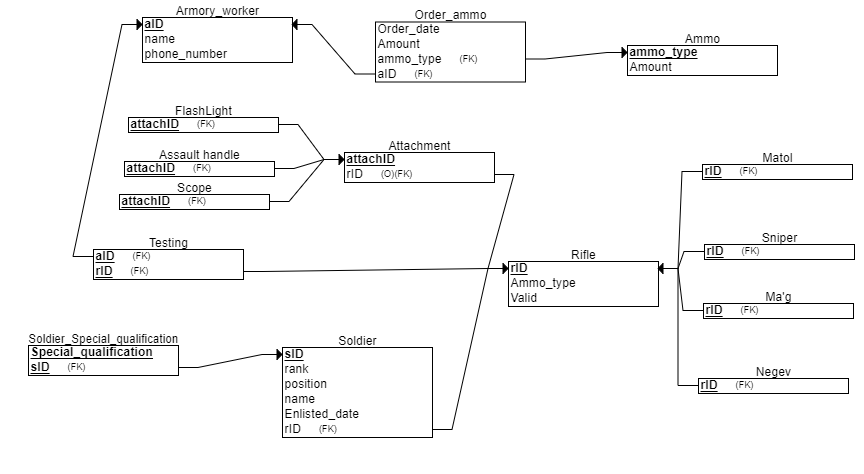 Armory_worker
aID
name
phone_number
Order_ammo
Order_date
Amount
ammo_type (FK)
aID (FK)
Ammo
ammo_type
Amount
FlashLight
attachID (FK)
Assault handle
attachID (FK)
Scope
attachID (FK)
Attachment
attachID
rID (O)(FK)
Matol
rID (FK)
Sniper
rID (FK)
Ma'g
rID (FK)
Negev
rID (FK)
Testing
aID (FK)
rID (FK)
Rifle
rID
Ammo_type
Valid
Soldier_Special_qualification
Special_qualification
sID (FK)
Soldier
sID
rank
position
name
Enlisted_date
rID (FK)